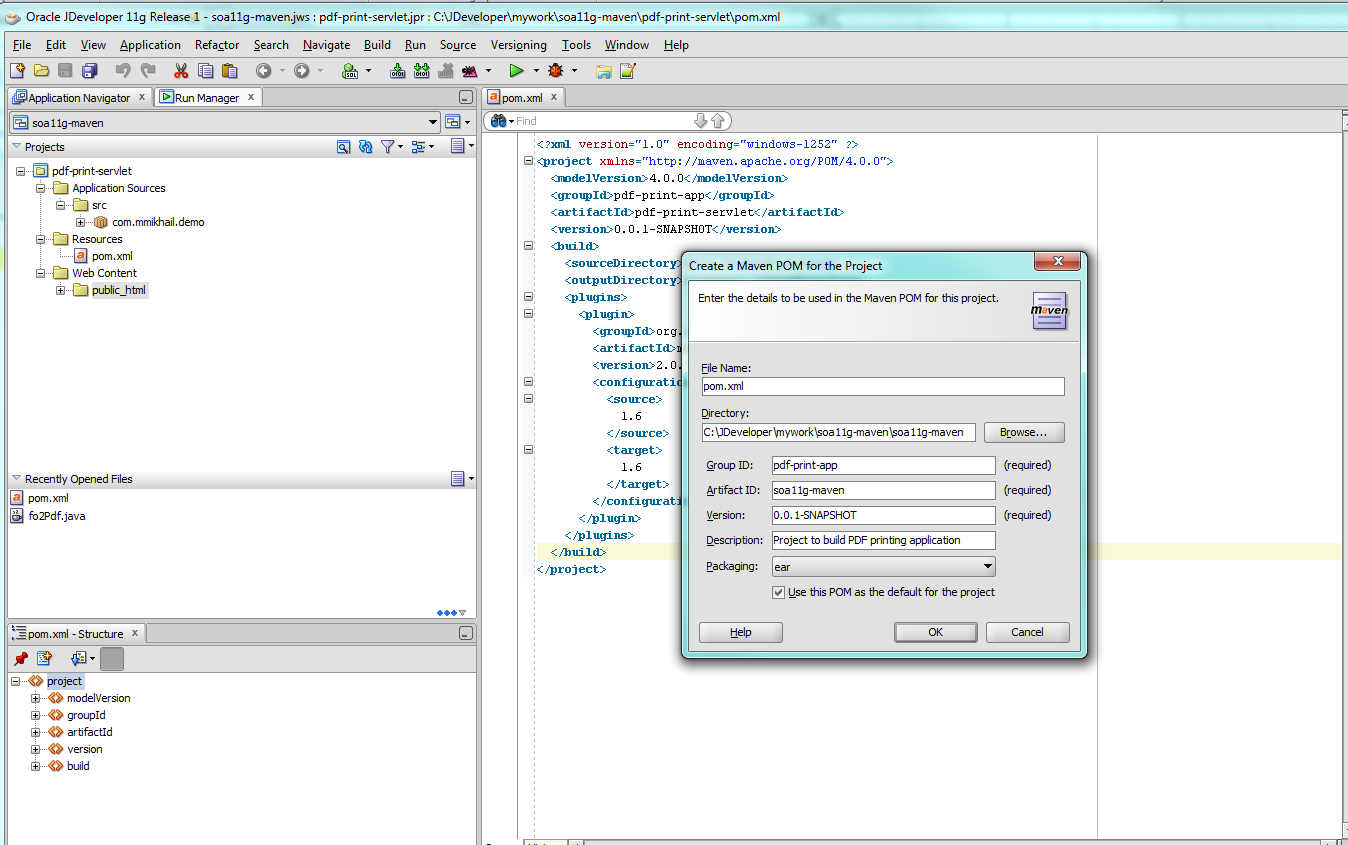 Oracle JDeveloper 11g Release 1 - soa11g-maven.jws : pdf-print-servlet.jpr : C:\JDeveloper\mywork\soa11g-maven\pdf-print-servlet\pom.xml
File Edit View Application Refactor Search Navigate Build Run Source Versioning Tools Window Help
Application Navigator x Run Manager x
soa11g-maven
Projects
pdf-print-servlet
Application Sources
src
com.mmikhail.demo
Resources
pom.xml
Web Content
public_html
Recently Opened Files
pom.xml
fo2Pdf.java
pom.xml - Structure x
project
modelVersion
groupId
artifactId
version
build
pom.xml x
Find
<?xml version="1.0" encoding="windows-1252" ?>
<project xmlns="http://maven.apache.org/POM/4.0.0">
<modelVersion>4.0.0</modelVersion>
<groupId>pdf-print-app</groupId>
<artifactId>pdf-print-servlet</artifactId>
<version>0.0.1-SNAPSHOT</version>
<build>
<sourceDirectory>
<outputDirectory>
<plugins>
<plugin>
<groupId>org.
<artifactId>m
<version>2.0.
<configuratio
<source>
1.6
</source>
<target>
1.6
</target>
</configurati
</plugin>
</plugins>
</build>
</project>
Create a Maven POM for the Project
Enter the details to be used in the Maven POM for this project.
maven
File Name:
pom.xml
Directory:
C:\JDeveloper\mywork\soa11g-maven\soa11g-maven Browse...
Group ID: pdf-print-app (required)
Artifact ID: soa11g-maven (required)
Version: 0.0.1-SNAPSHOT (required)
Description: Project to build PDF printing application
Packaging: ear
Use this POM as the default for the project
Help OK Cancel